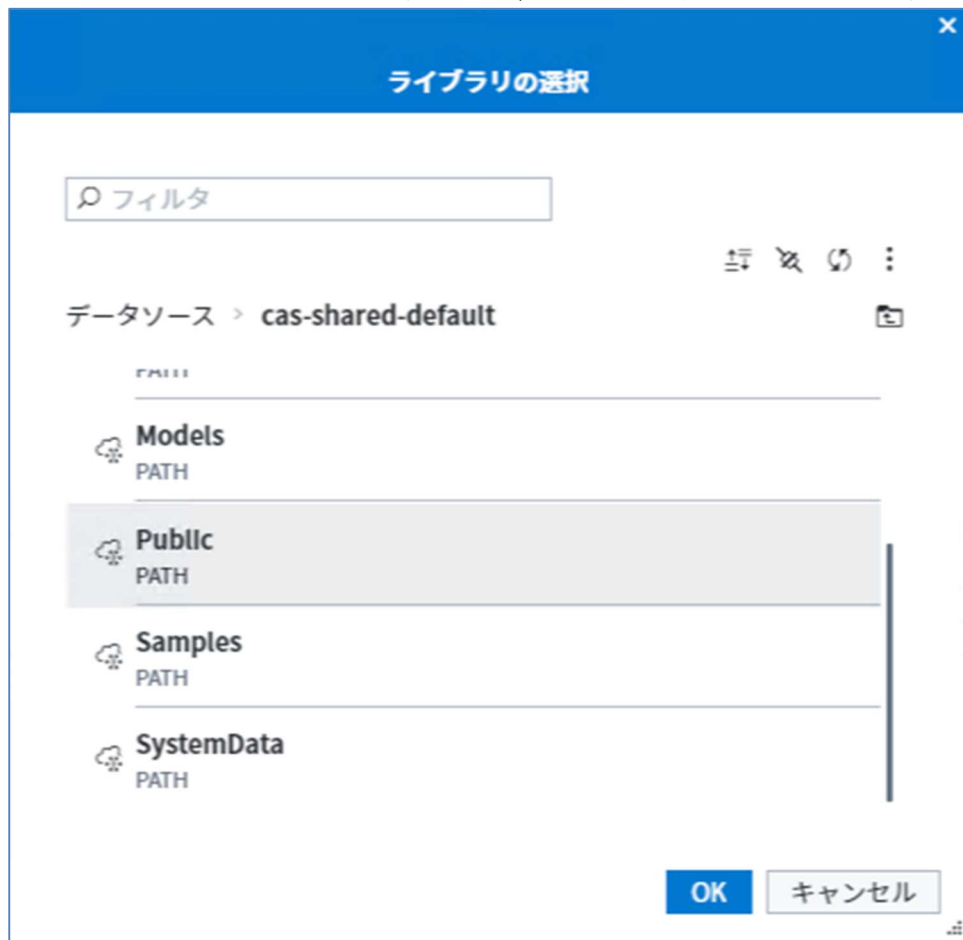 ライブラリの選択
フィルタ
データソース > cas-shared-default
PATH
Models
PATH
Public
PATH
Samples
PATH
SystemData
PATH
OK キャンセル